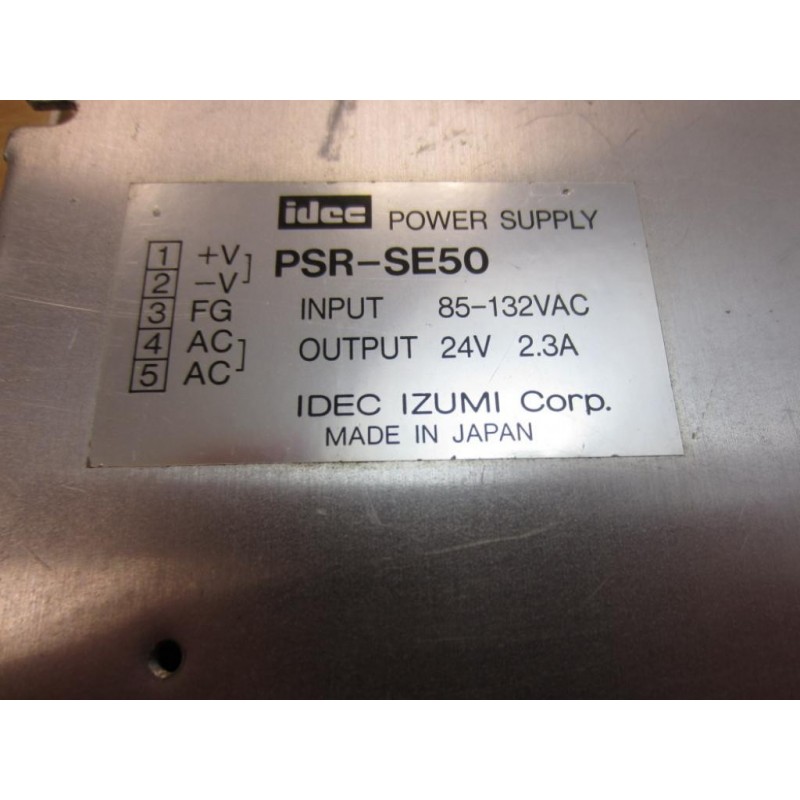 idec POWER SUPPLY
1 +V PSR-SE50
2 -V
3 FG INPUT 85-132VAC
4 AC OUTPUT 24V 2.3A
5 AC
IDEC IZUMI Corp.
MADE IN JAPAN